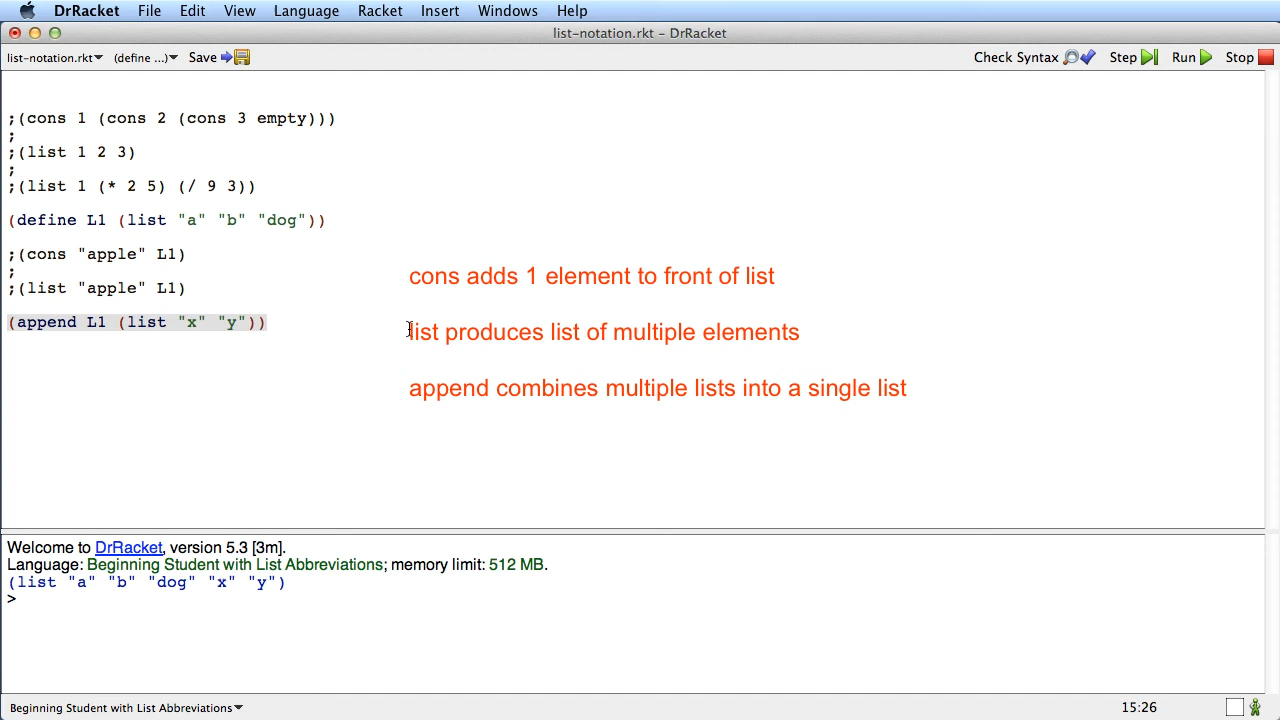 DrRacket File Edit View Language Racket Insert Windows Help
list-notation.rkt – DrRacket
list-notation.rkt (define ...) Save Check Syntax Step Run Stop
;(cons 1 (cons 2 (cons 3 empty)))
;
;(list 1 2 3)
;
;(list 1 (* 2 5) (/ 9 3))
(define L1 (list "a" "b" "dog"))
;(cons "apple" L1)
;
;(list "apple" L1)
(append L1 (list "x" "y"))
cons adds 1 element to front of list
list produces list of multiple elements
append combines multiple lists into a single list
Welcome to DrRacket, version 5.3 [3m].
Language: Beginning Student with List Abbreviations; memory limit: 512 MB.
(list "a" "b" "dog" "x" "y")
>
Beginning Student with List Abbreviations 15:26